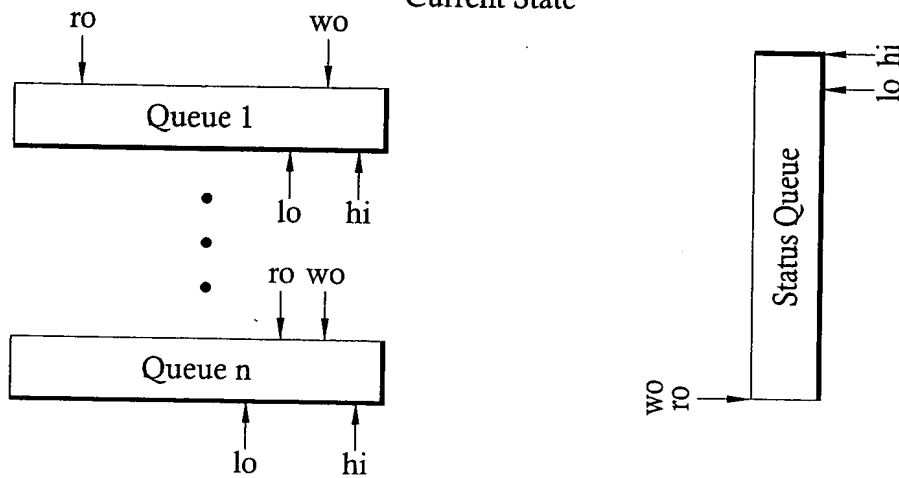 Current State
ro wo
Queue 1
lo hi
ro wo
Queue n
lo hi
hi
lo
Status Queue
wo
ro